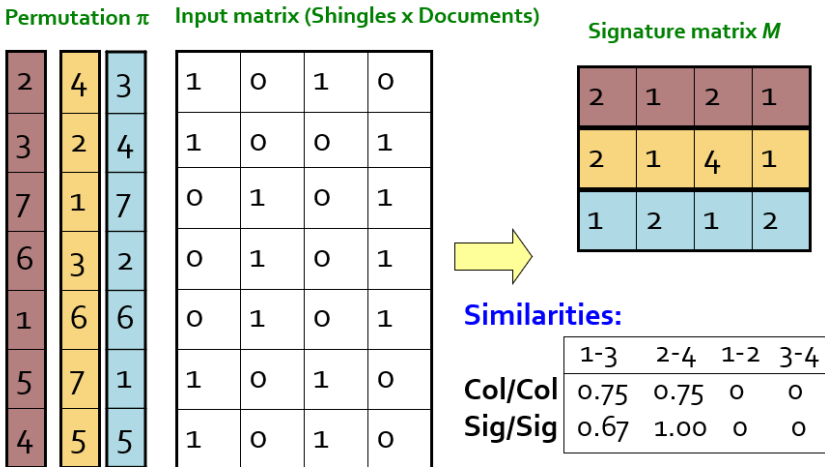 Permutation π Input matrix (Shingles x Documents)
Signature matrix M
2 4 3 1 0 1 0
3 2 4 1 0 0 1
7 1 7 0 1 0 1
6 3 2 0 1 0 1
1 6 6 0 1 0 1
5 7 1 1 0 1 0
4 5 5 1 0 1 0
2 1 2 1
2 1 4 1
1 2 1 2
Similarities:
1-3 2-4 1-2 3-4
Col/Col 0.75 0.75 0 0
Sig/Sig 0.67 1.00 0 0